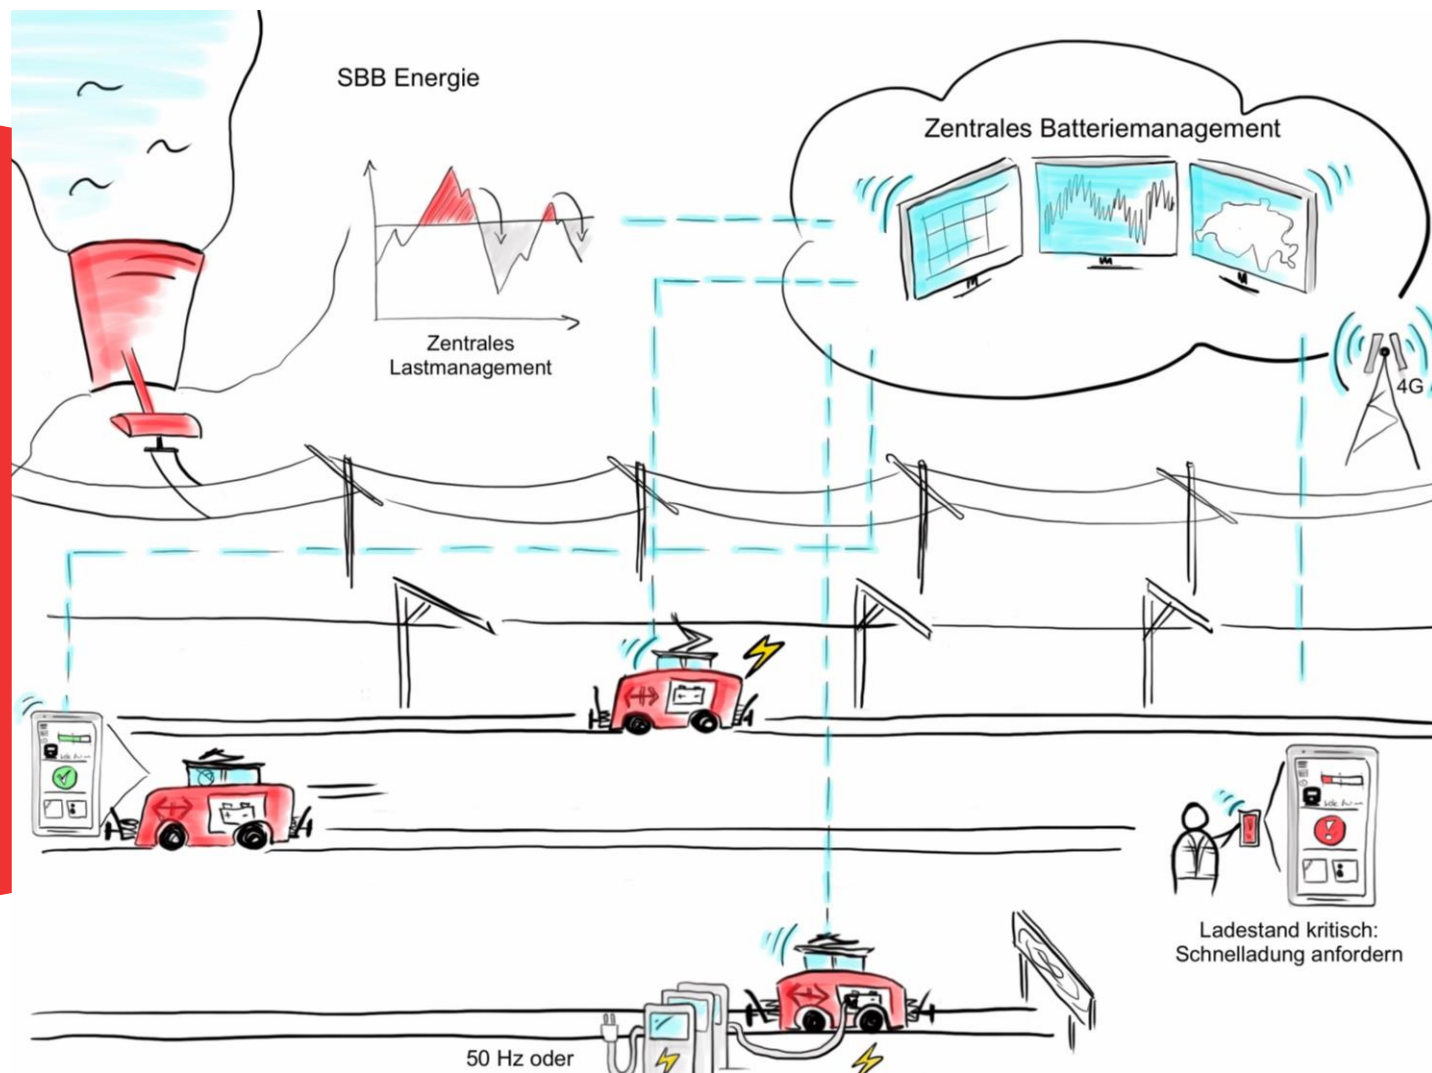 SBB Energie
Zentrales Batteriemanagement
Zentrales
Lastmanagement
4G
Ladestand kritisch:
Schnelladung anfordern
50 Hz oder